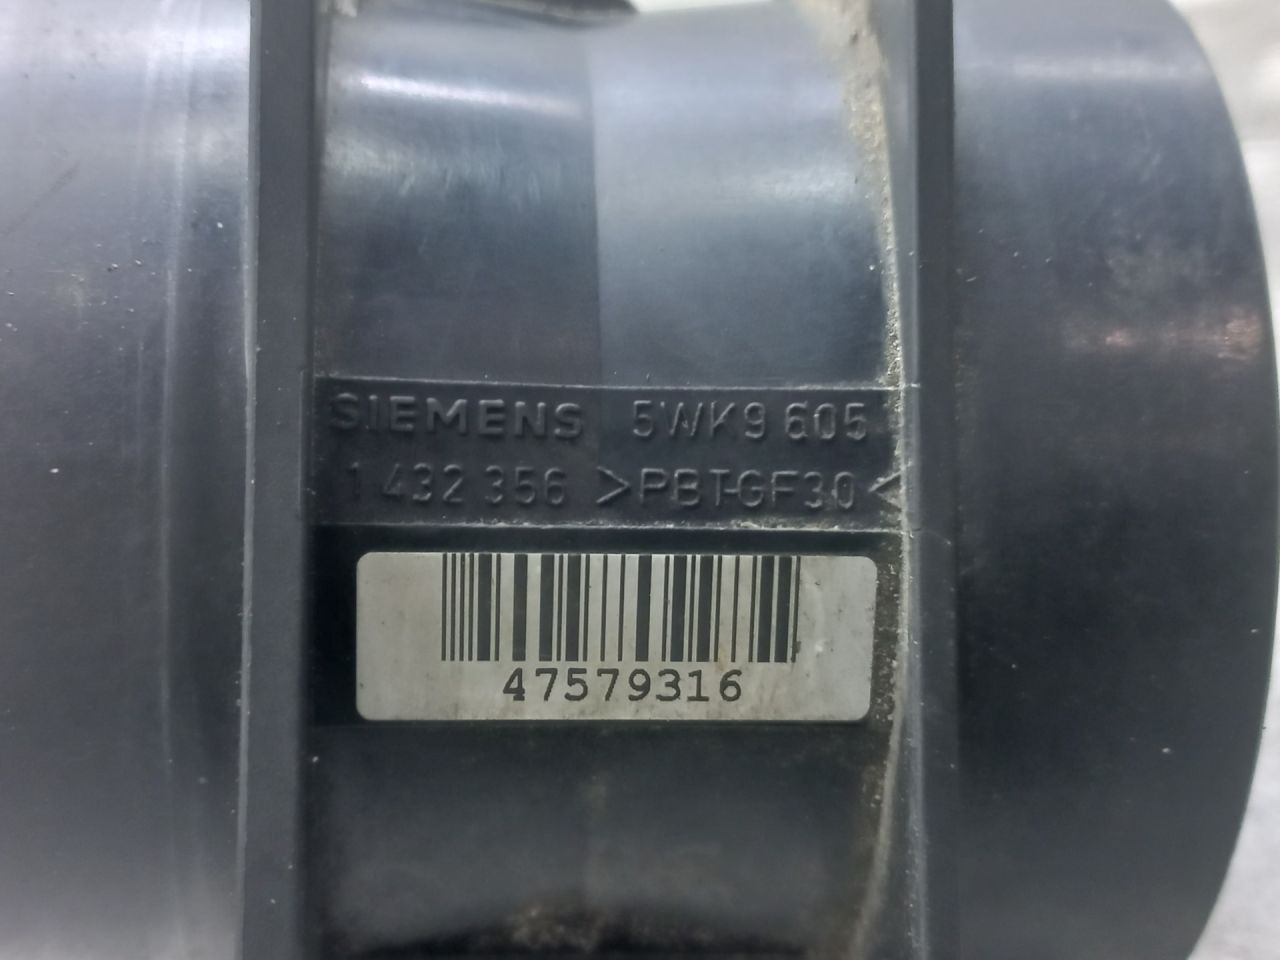 SIEMENS 5WK9 605
1 432 356 >PBT-GF30<
47579316